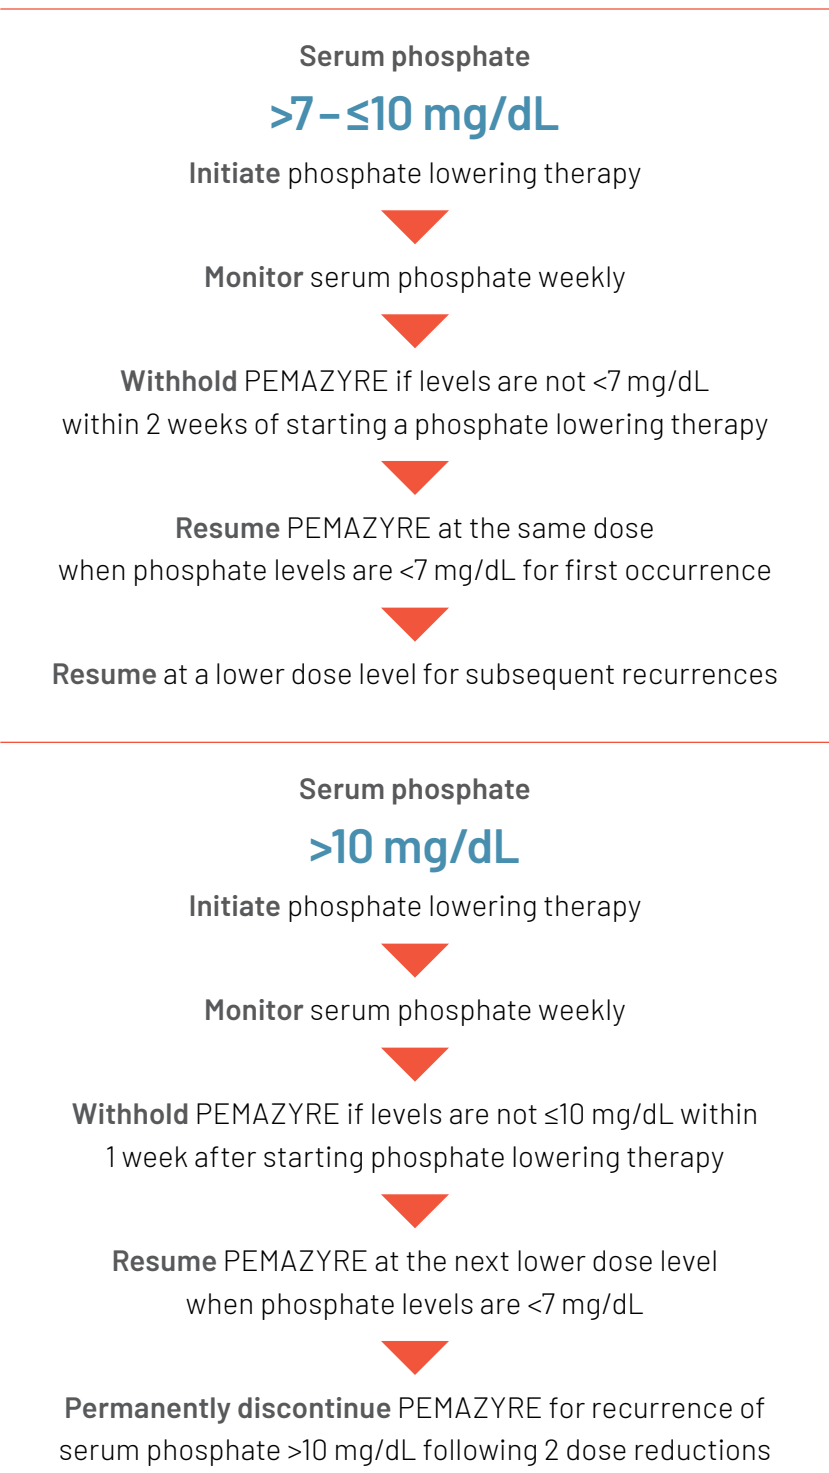 Serum phosphate
>7–≤10 mg/dL
Initiate phosphate lowering therapy
Monitor serum phosphate weekly
Withhold PEMAZYRE if levels are not <7 mg/dL
within 2 weeks of starting a phosphate lowering therapy
Resume PEMAZYRE at the same dose
when phosphate levels are <7 mg/dL for first occurrence
Resume at a lower dose level for subsequent recurrences
Serum phosphate
>10 mg/dL
Initiate phosphate lowering therapy
Monitor serum phosphate weekly
Withhold PEMAZYRE if levels are not ≤10 mg/dL within
1 week after starting phosphate lowering therapy
Resume PEMAZYRE at the next lower dose level
when phosphate levels are <7 mg/dL
Permanently discontinue PEMAZYRE for recurrence of
serum phosphate >10 mg/dL following 2 dose reductions